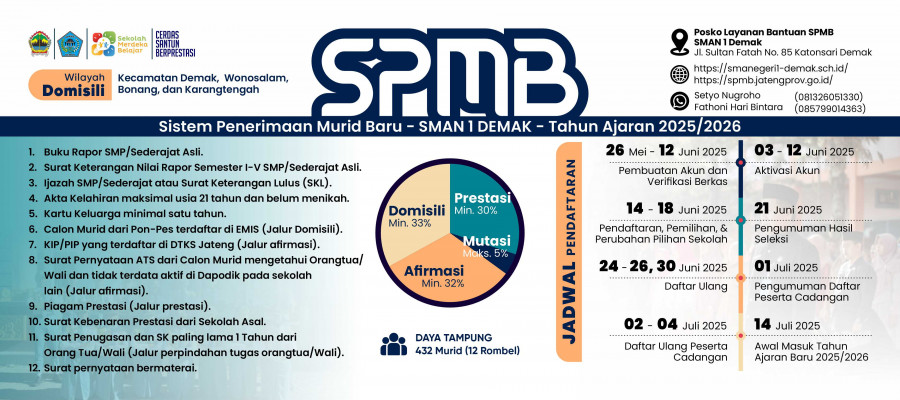 Sekolah
Merdeka
Belajar
CERDAS
SANTUN
BERPRESTASI
Wilayah
Domisili
Kecamatan Demak, Wonosalam,
Bonang, dan Karangtengah
SPMB
Posko Layanan Bantuan SPMB
SMAN 1 Demak
Jl. Sultan Fatah No. 85 Katonsari Demak
https://smanegeri1-demak.sch.id/
https://spmb.jatengprov.go.id/
Setyo Nugroho (081326051330)
Fathoni Hari Bintara (085799014363)
Sistem Penerimaan Murid Baru - SMAN 1 DEMAK - Tahun Ajaran 2025/2026
1. Buku Rapor SMP/Sederajat Asli.
2. Surat Keterangan Nilai Rapor Semester I-V SMP/Sederajat Asli.
3. Ijazah SMP/Sederajat atau Surat Keterangan Lulus (SKL).
4. Akta Kelahiran maksimal usia 21 tahun dan belum menikah.
5. Kartu Keluarga minimal satu tahun.
6. Calon Murid dari Pon-Pes terdaftar di EMIS (Jalur Domisili).
7. KIP/PIP yang terdaftar di DTKS Jateng (Jalur afirmasi).
8. Surat Pernyataan ATS dari Calon Murid mengetahui Orangtua/
Wali dan tidak terdata aktif di Dapodik pada sekolah
lain (Jalur afirmasi).
9. Piagam Prestasi (Jalur prestasi).
10. Surat Kebenaran Prestasi dari Sekolah Asal.
11. Surat Penugasan dan SK paling lama 1 Tahun dari
Orang Tua/Wali (Jalur perpindahan tugas orangtua/Wali).
12. Surat pernyataan bermaterai.
Prestasi
Min. 30%
Domisili
Min. 33%
Mutasi
Maks. 5%
Afirmasi
Min. 32%
DAYA TAMPUNG
432 Murid (12 Rombel)
JADWAL PENDAFTARAN
26 Mei - 12 Juni 2025
Pembuatan Akun dan
Verifikasi Berkas
03 - 12 Juni 2025
Aktivasi Akun
14 - 18 Juni 2025
Pendaftaran, Pemilihan, &
Perubahan Pilihan Sekolah
21 Juni 2025
Pengumuman Hasil
Seleksi
24 - 26, 30 Juni 2025
Daftar Ulang
01 Juli 2025
Pengumuman Daftar
Peserta Cadangan
02 - 04 Juli 2025
Daftar Ulang Peserta
Cadangan
14 Juli 2025
Awal Masuk Tahun
Ajaran Baru 2025/2026